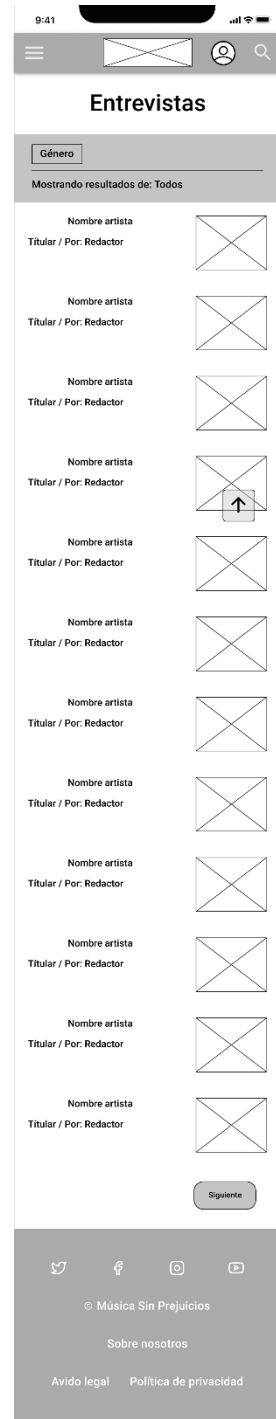 9:41
Entrevistas
Género
Mostrando resultados de: Todos
Nombre artista
Títular / Por: Redactor
Nombre artista
Títular / Por: Redactor
Nombre artista
Títular / Por: Redactor
Nombre artista
Títular / Por: Redactor
Nombre artista
Títular / Por: Redactor
Nombre artista
Títular / Por: Redactor
Nombre artista
Títular / Por: Redactor
Nombre artista
Títular / Por: Redactor
Nombre artista
Títular / Por: Redactor
Nombre artista
Títular / Por: Redactor
Nombre artista
Títular / Por: Redactor
Nombre artista
Títular / Por: Redactor
Siguiente
© Música Sin Prejuicios
Sobre nosotros
Avido legal Política de privacidad